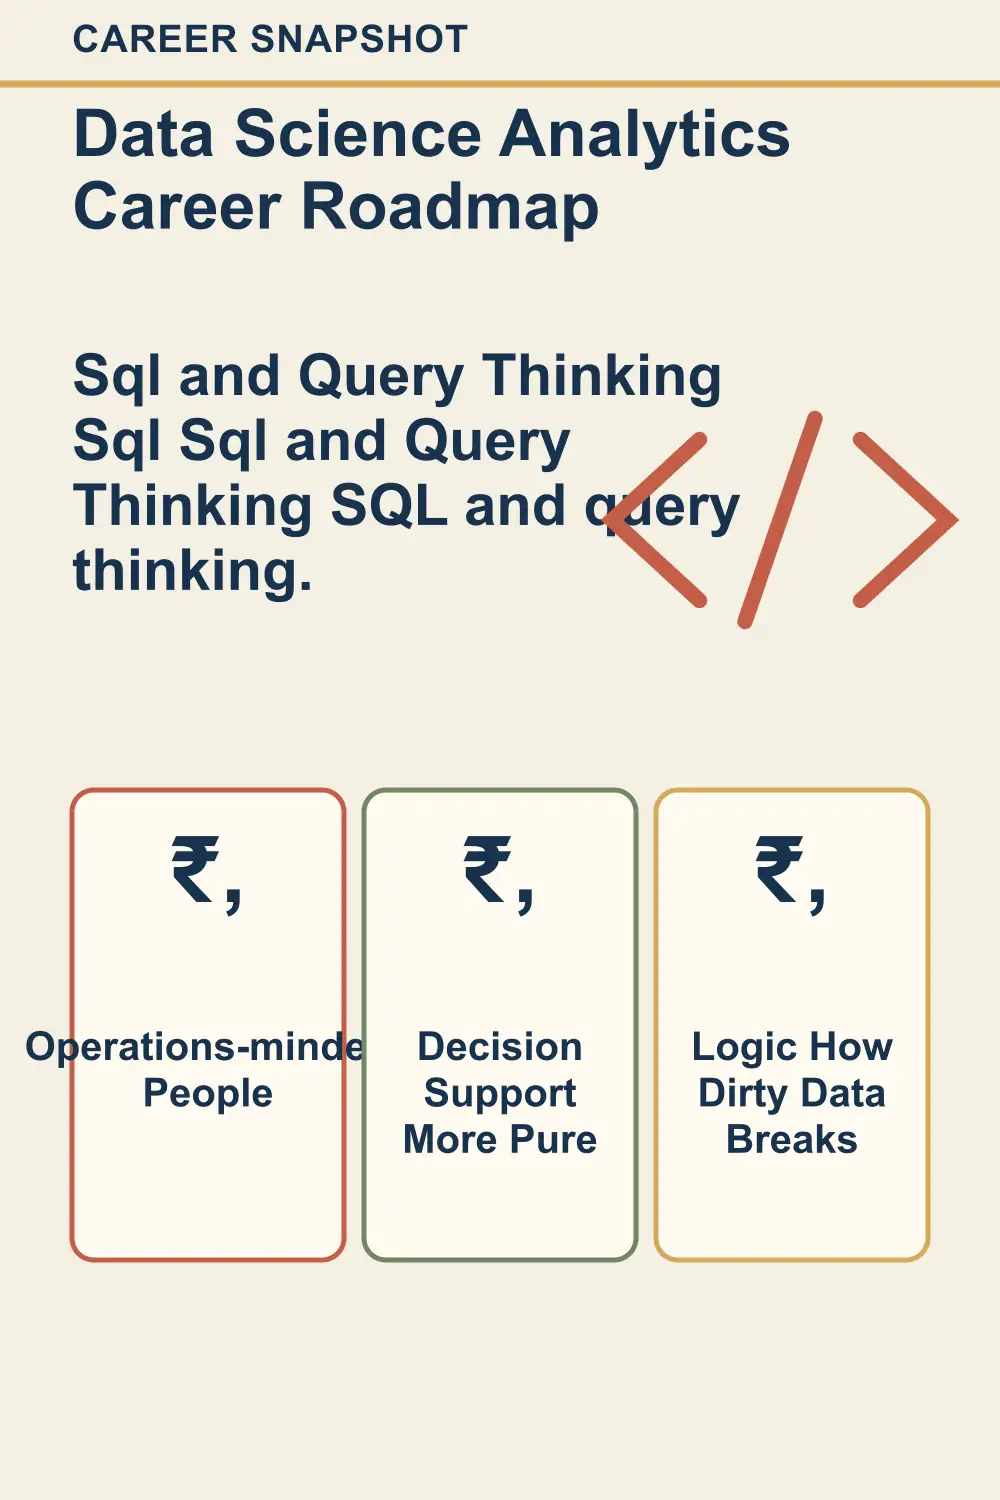 CAREER SNAPSHOT
Data Science Analytics
Career Roadmap
Sql and Query Thinking
Sql Sql and Query
Thinking SQL and query
thinking.
₹,
₹,
₹,
Operations-minde
People
Decision
Support
More Pure
Logic How
Dirty Data
Breaks